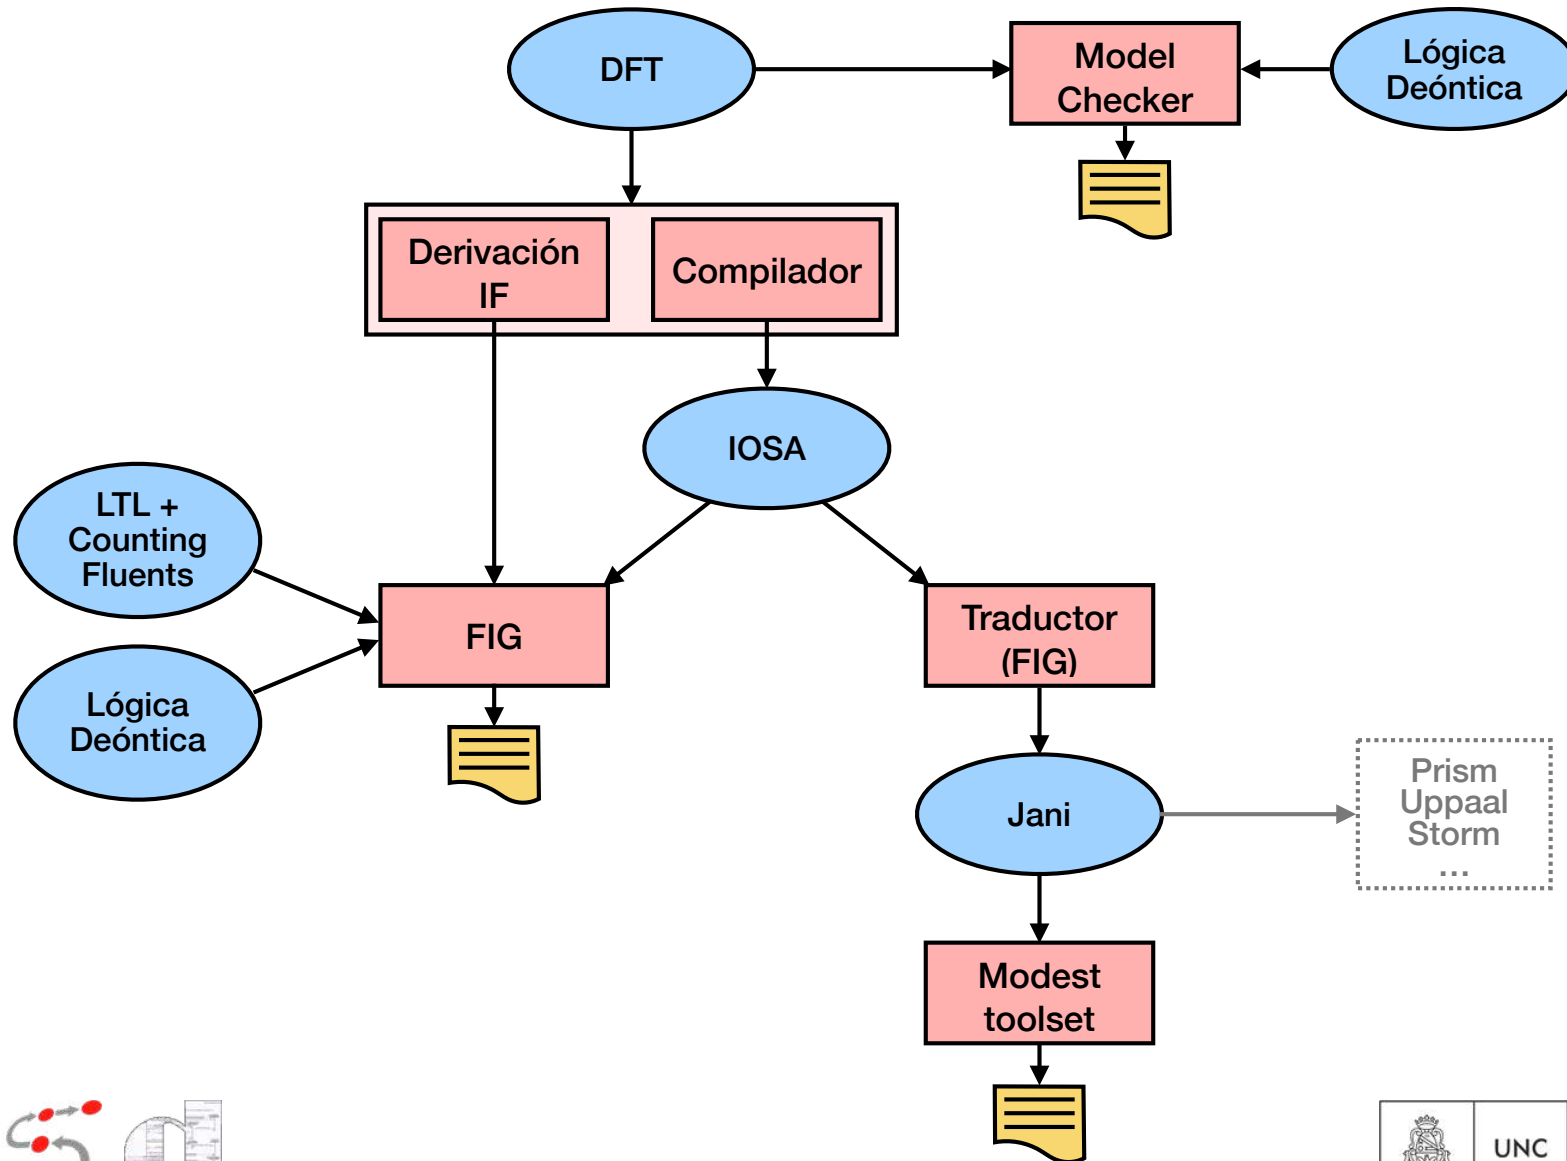 DFT
Model
Checker
Lógica
Deóntica
Derivación
IF
Compilador
IOSA
LTL +
Counting
Fluents
FIG
Traductor
(FIG)
Lógica
Deóntica
Jani
Prism
Uppaal
Storm
...
Modest
toolset
UNC